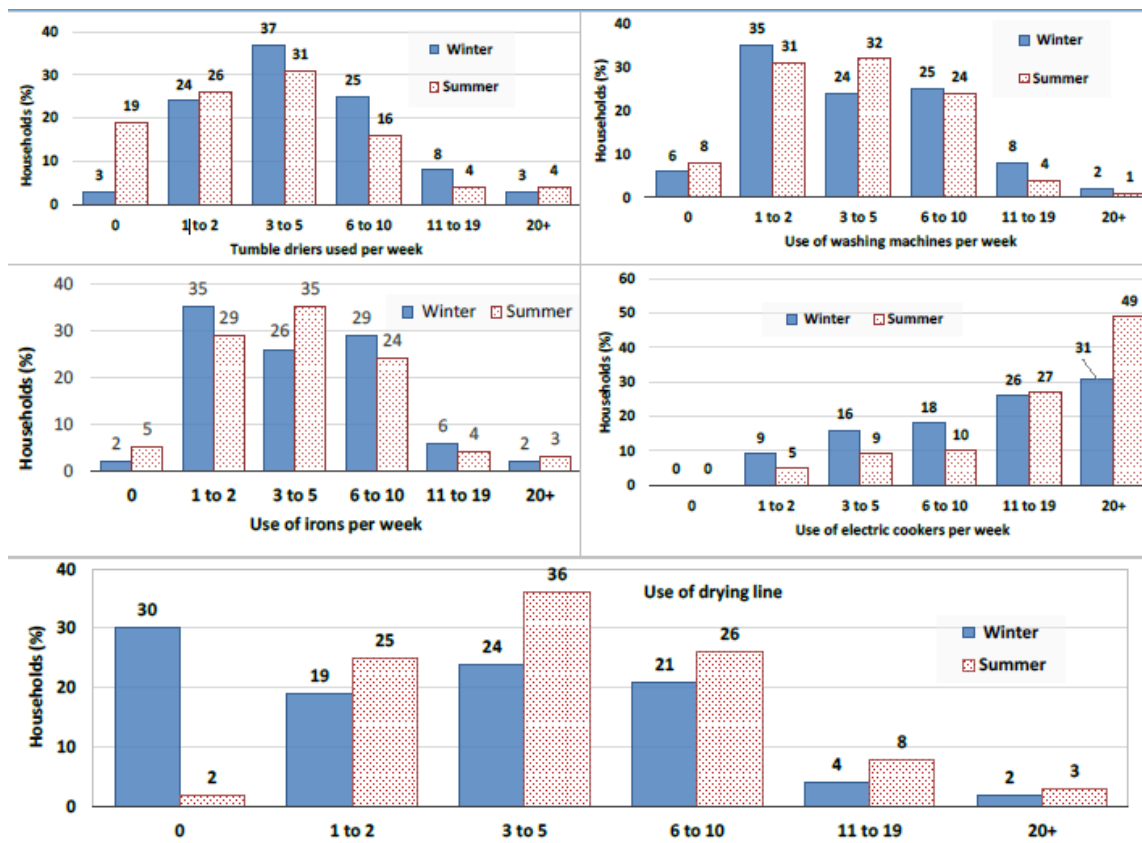 40
30
20
10
0
Households (%)
37
31
24
26
25
19
16
8
4
3
3
4
Winter
Summer
0
1 to 2
3 to 5
6 to 10
11 to 19
20+
Tumble driers used per week
40
30
20
10
0
Households (%)
35
31
32
24
25
24
6
8
8
4
2
1
Winter
Summer
0
1 to 2
3 to 5
6 to 10
11 to 19
20+
Use of washing machines per week
40
30
20
10
0
Households (%)
35
35
29
26
29
24
2
5
6
4
2
3
Winter
Summer
0
1 to 2
3 to 5
6 to 10
11 to 19
20+
Use of irons per week
60
50
40
30
20
10
0
Households (%)
49
31
26
27
16
18
9
5
9
10
0
0
Winter
Summer
0
1 to 2
3 to 5
6 to 10
11 to 19
20+
Use of electric cookers per week
40
30
20
10
0
Households (%)
Use of drying line
30
2
19
25
24
36
21
26
4
8
2
3
Winter
Summer
0
1 to 2
3 to 5
6 to 10
11 to 19
20+